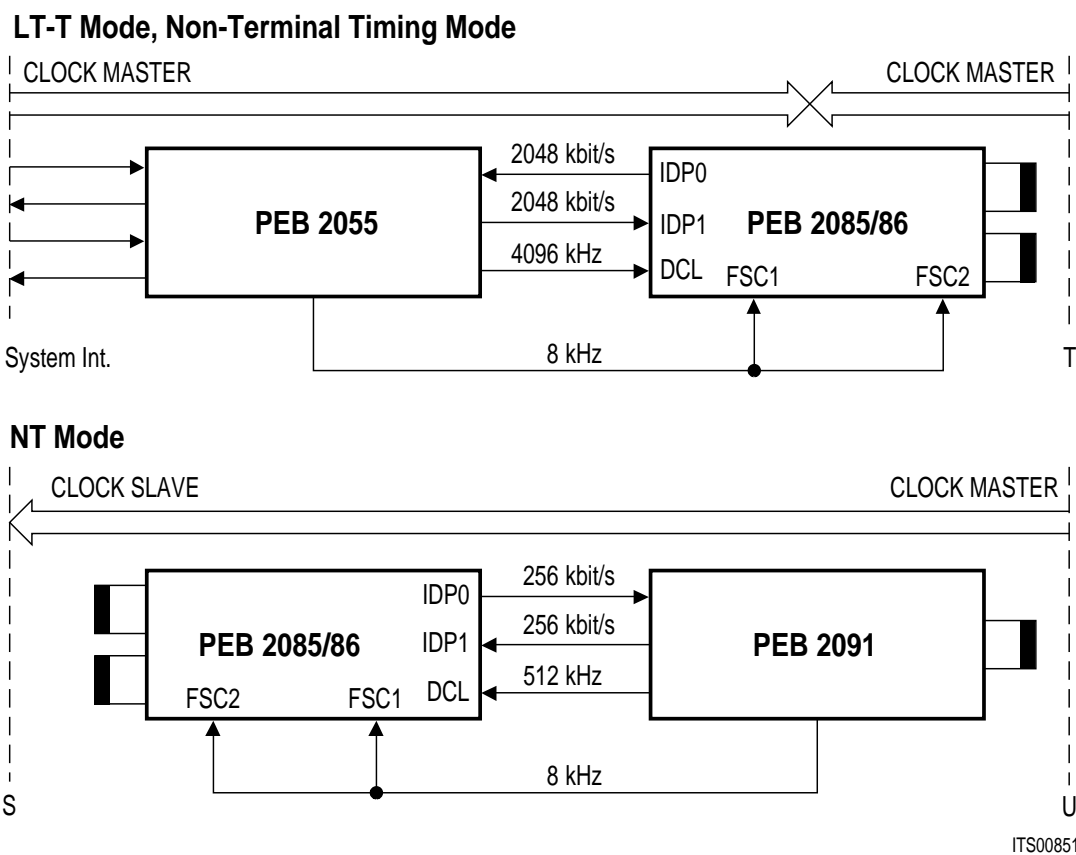 LT-T Mode, Non-Terminal Timing Mode
CLOCK MASTER CLOCK MASTER
2048 kbit/s
IDP0
2048 kbit/s
PEB 2055
IDP1
PEB 2085/86
4096 kHz
DCL
FSC1
FSC2
System Int.
8 kHz
T
NT Mode
CLOCK SLAVE CLOCK MASTER
IDP0
256 kbit/s
PEB 2085/86
IDP1
256 kbit/s
PEB 2091
FSC2
FSC1
DCL
512 kHz
8 kHz
S
U
ITS00851